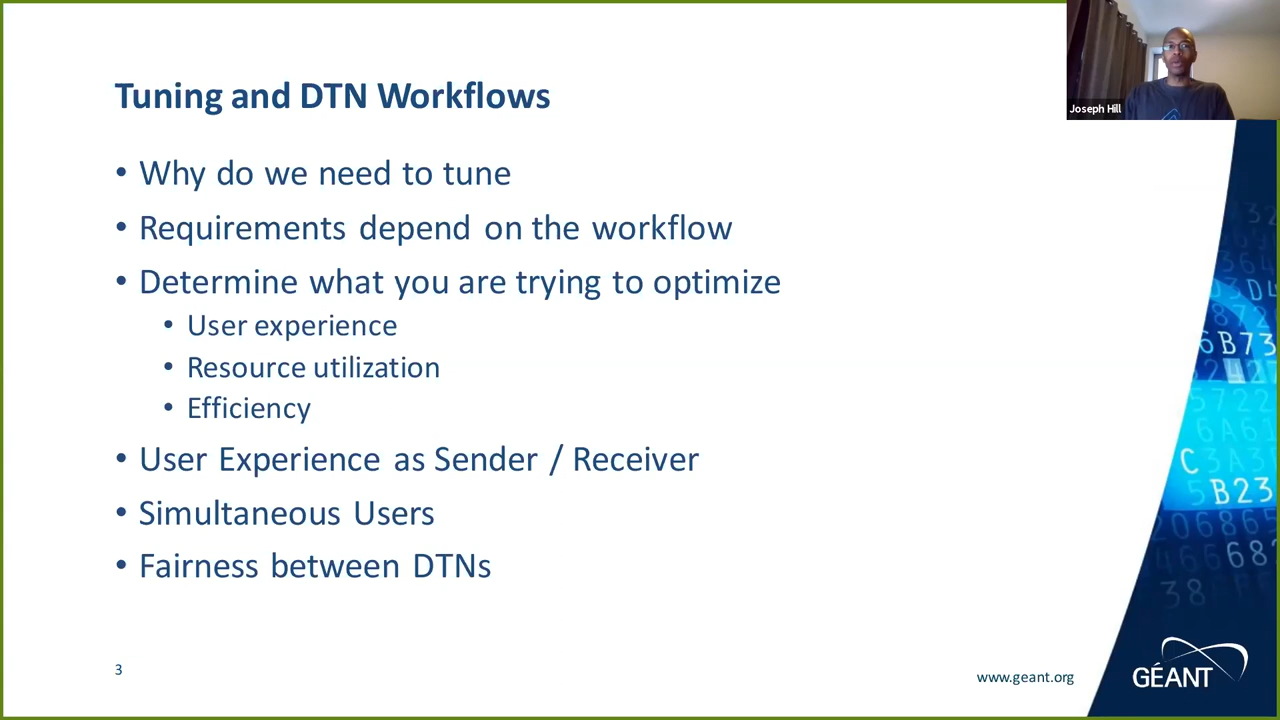 Joseph Hill
Tuning and DTN Workflows
• Why do we need to tune
• Requirements depend on the workflow
• Determine what you are trying to optimize
• User experience
• Resource utilization
• Efficiency
• User Experience as Sender / Receiver
• Simultaneous Users
• Fairness between DTNs
3
www.geant.org
GÉANT